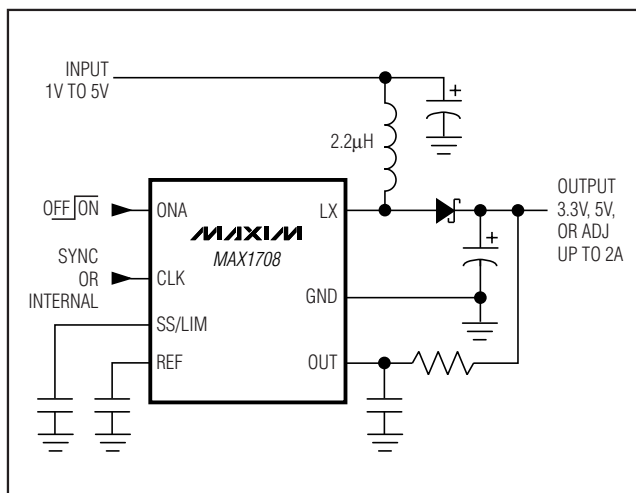 INPUT
1V TO 5V
+
2.2μH
OFF ON
ONA
LX
OUTPUT
3.3V, 5V,
OR ADJ
UP TO 2A
MAXIM
MAX1708
+
SYNC
OR
INTERNAL
CLK
GND
SS/LIM
REF
OUT